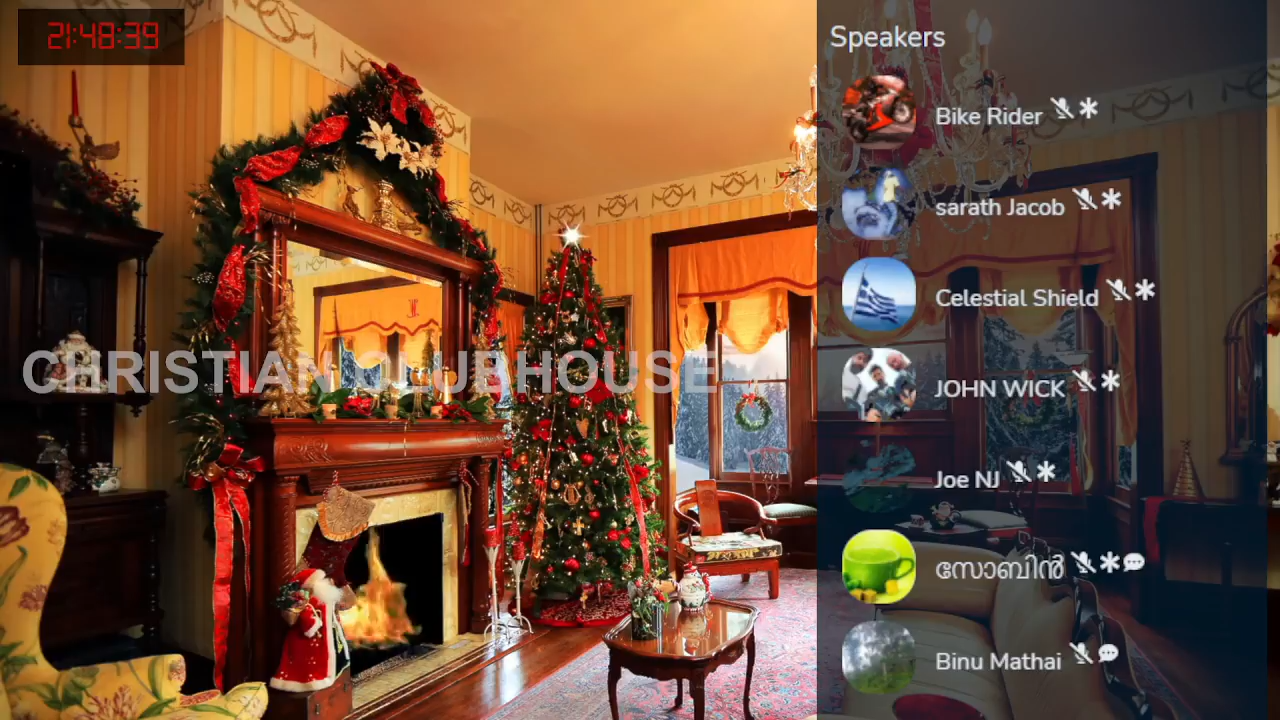 21:48:39
Speakers
Bike Rider
sarath Jacob
Celestial Shield
CHRISTIAN CLUBHOUSE
JOHN WICK
Joe NJ
സോബിൻ
Binu Mathai